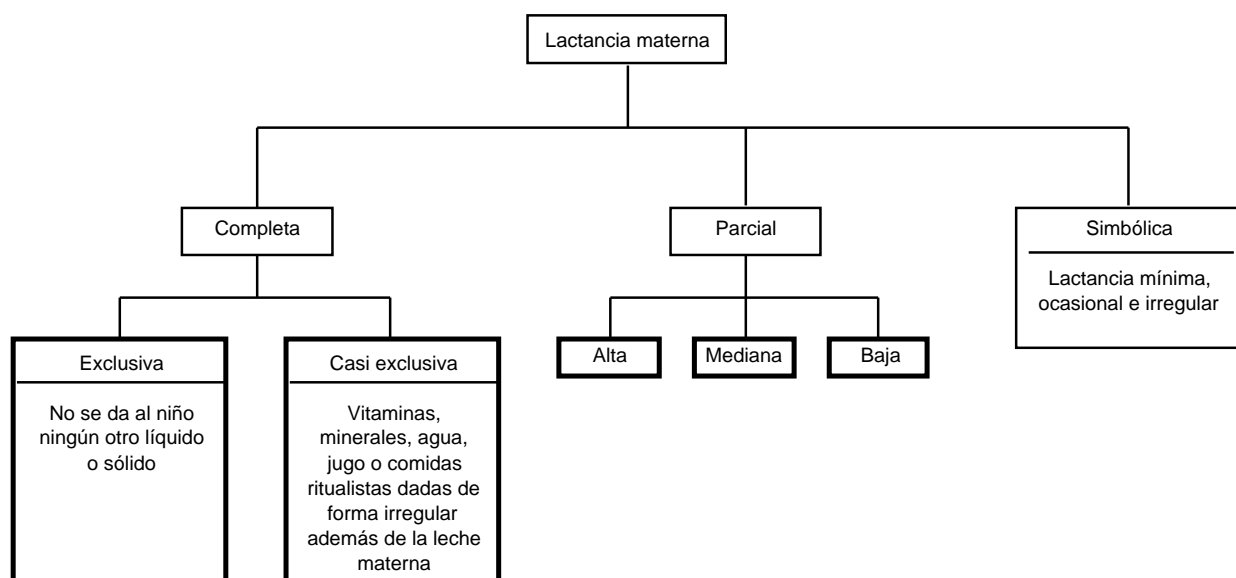 Lactancia materna
Completa
Parcial
Simbólica
Lactancia mínima,
ocasional e irregular
Exclusiva
No se da al niño
ningún otro líquido
o sólido
Casi exclusiva
Vitaminas,
minerales, agua,
jugo o comidas
ritualistas dadas de
forma irregular
además de la leche
materna
Alta
Mediana
Baja